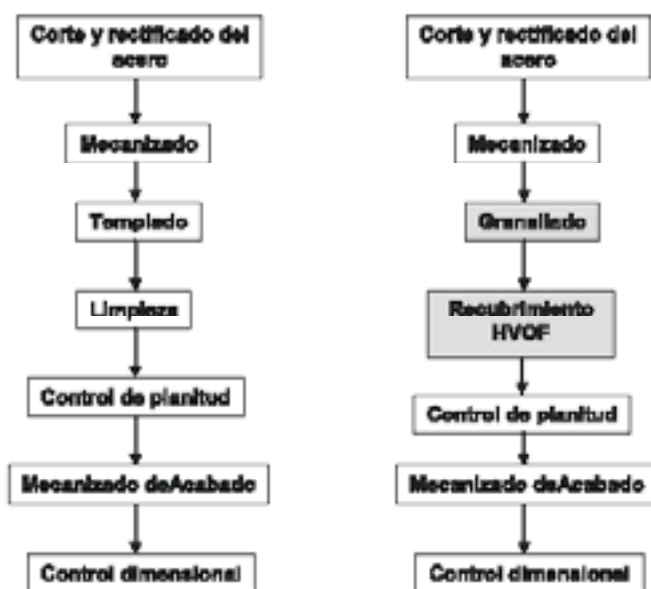 Corte y rectificado del
acero
Mecanizado
Templado
Limpieza
Control de planitud
Mecanizado deAcabado
Control dimensional
Corte y rectificado del
acero
Mecanizado
Granallado
Recubrimiento
HVOF
Control de planitud
Mecanizado deAcabado
Control dimensional